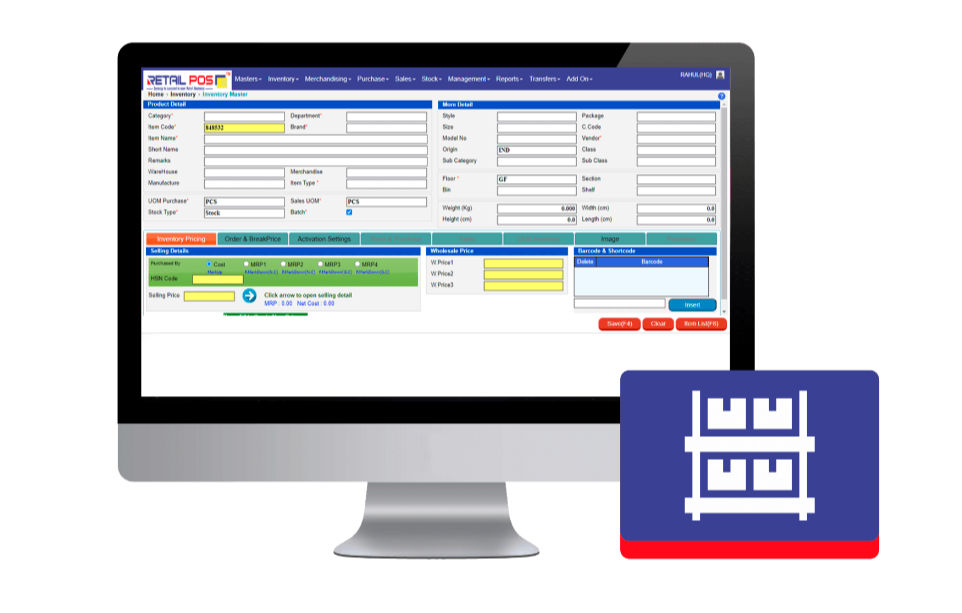 RETAIL POS
Masters Inventory Merchandising Purchase Sales Stock Management Reports Transfers Add On RAHUL(HQ)
Home › Inventory › Inventory Master
Product Detail
More Detail
Category* Department* Style Package
Item Code* 848532 Brand* Size C.Code
Item Name* Model No Vendor*
Short Name Origin IND Class
Remarks Sub Category Sub Class
WareHouse Merchandise
Manufacture Item Type * Floor * GF Section
Bin Shelf
UOM Purchase* PCS Sales UOM* PCS
Stock Type* Stock Batch* Weight (Kg) 0.000 Width (cm) 0.0
Height (cm) 0.0 Length (cm) 0.0
Inventory Pricing Order & BreakPrice Activation Settings Image
Selling Details Wholesale Price Barcode & Shortcode
Purchased By Cost MRP1 MRP2 MRP3 MRP4 W.Price1 Delete Barcode
HSN Code W.Price2
W.Price3
Selling Price Click arrow to open selling detail
MRP : 0.00 Net Cost : 0.00 Insert
Save(F4) Clear Item List(F8)